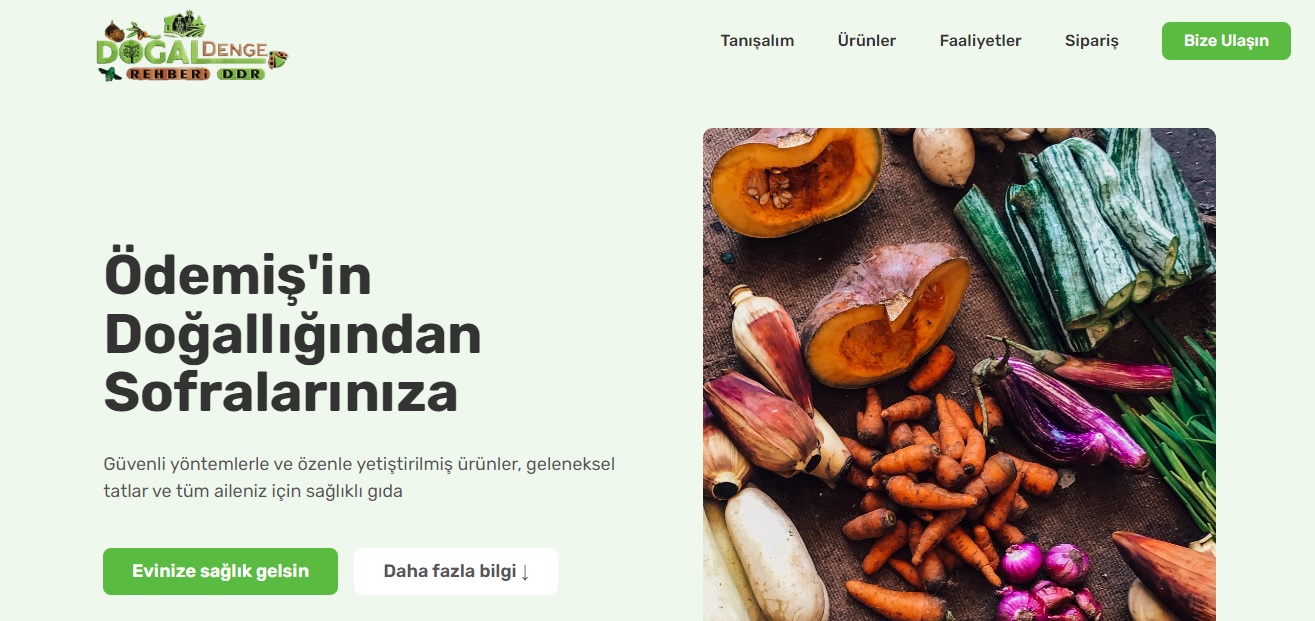 DOĞAL DENGE
REHBERİ DDR
Tanışalım Ürünler Faaliyetler Sipariş Bize Ulaşın
Ödemiş'in
Doğallığından
Sofralarınıza
Güvenli yöntemlerle ve özenle yetiştirilmiş ürünler, geleneksel
tatlar ve tüm aileniz için sağlıklı gıda
Evinize sağlık gelsin Daha fazla bilgi ↓